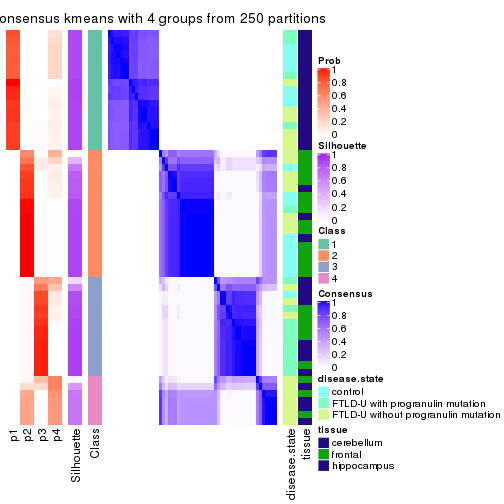 onsensus kmeans with 4 groups from 250 partitions
Prob
1
0.8
0.6
0.4
0.2
0
Silhouette
1
0.8
0.6
0.4
0.2
0
Class
1
2
3
4
Consensus
1
0.8
0.6
0.4
0.2
0
disease.state
control
FTLD-U with progranulin mutation
FTLD-U without progranulin mutation
tissue
cerebellum
frontal
hippocampus
p1
p2
p3
p4
Silhouette
Class
disease.state
tissue